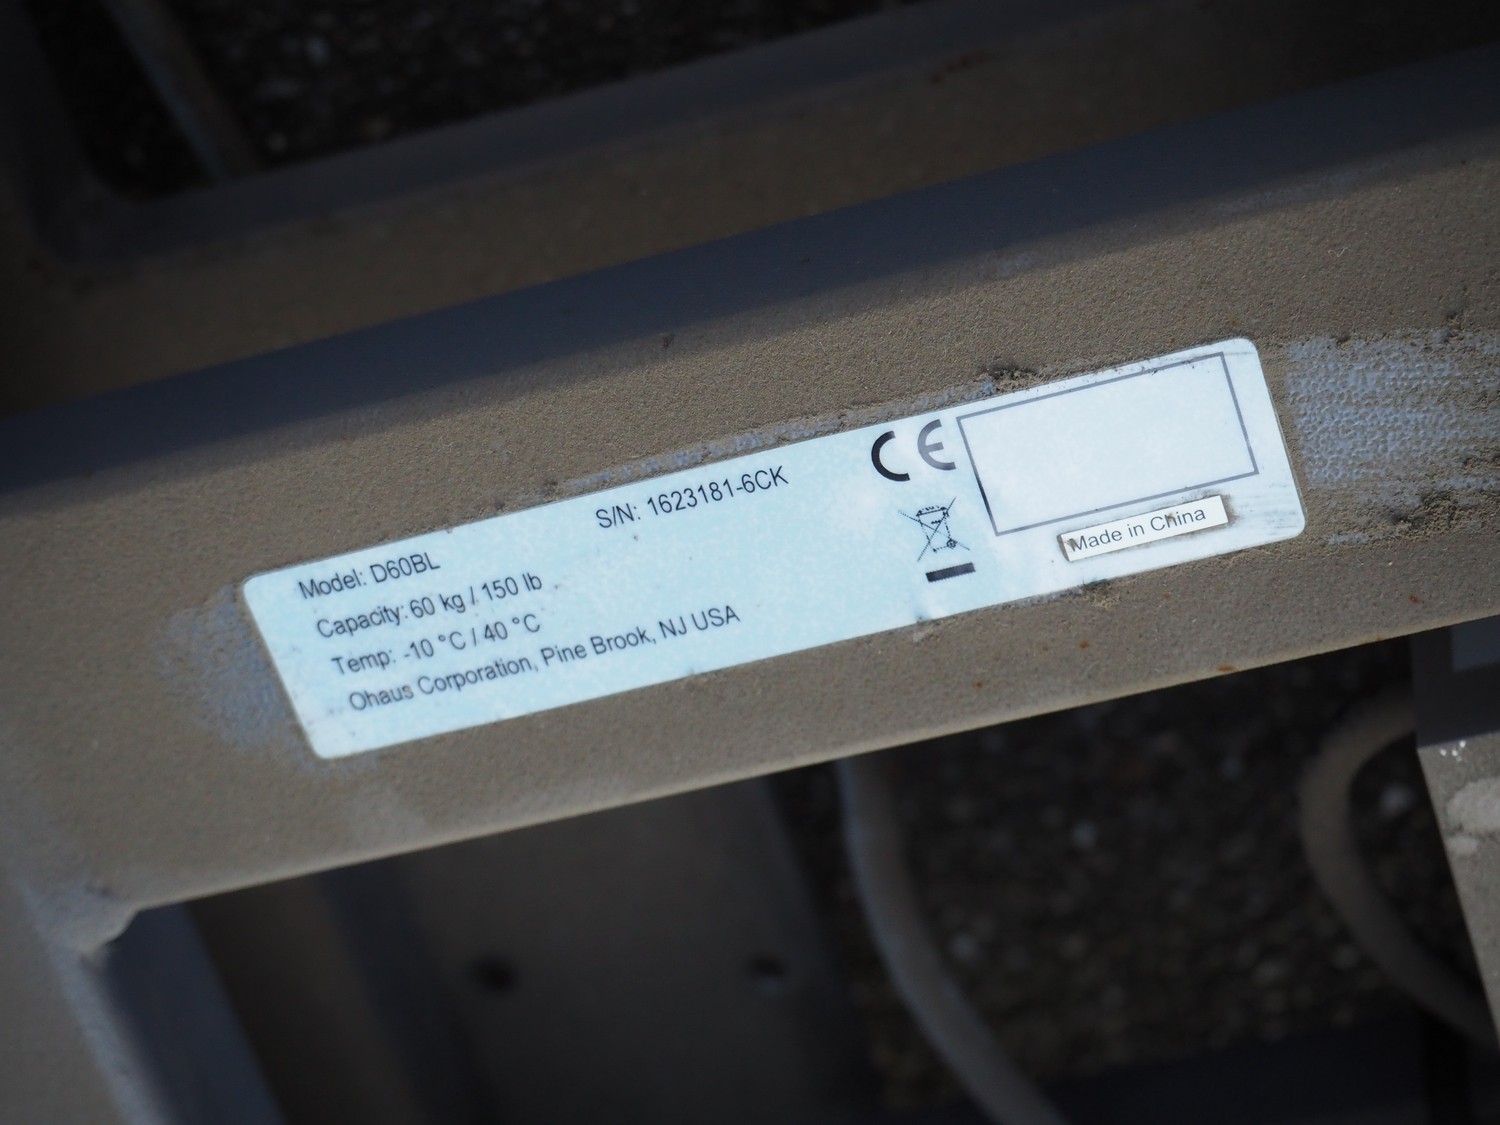 Model: D60BL
S/N: 1623181-6CK
Capacity: 60 kg / 150 lb
Temp: -10 °C / 40 °C
Ohaus Corporation, Pine Brook, NJ USA
CE
Made in China